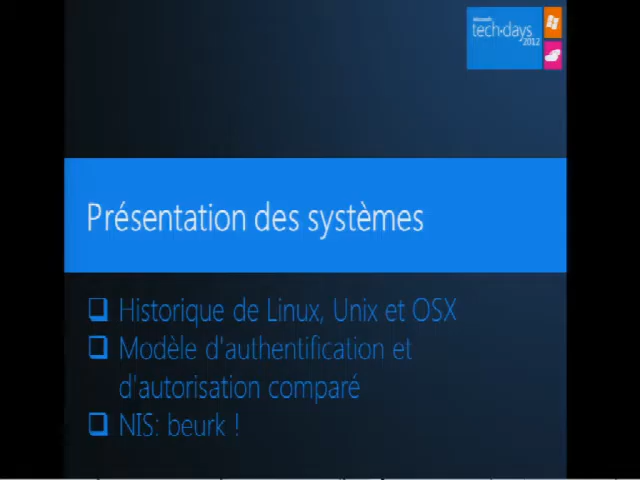 Microsoft
tech•days
2012
Présentation des systèmes
Historique de Linux, Unix et OSX
Modèle d'authentification et
d'autorisation comparé
NIS: beurk !